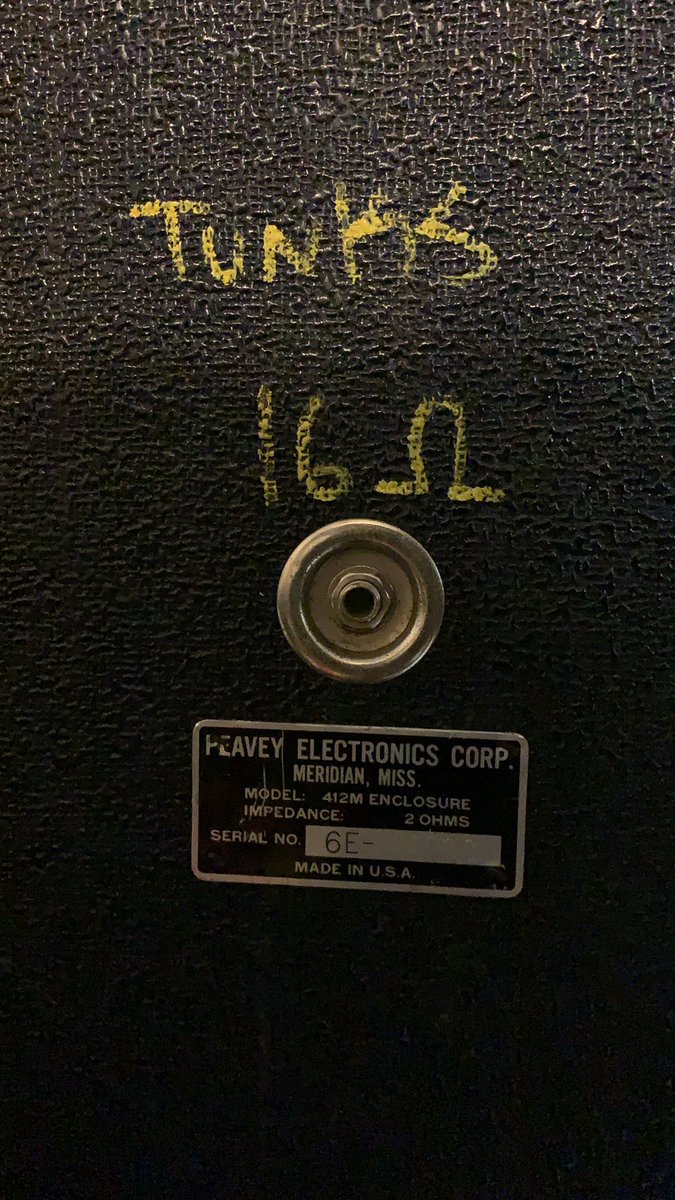 TUNKS
16Ω
PEAVEY ELECTRONICS CORP.
MERIDIAN, MISS.
MODEL: 412M ENCLOSURE
IMPEDANCE: 2 OHMS
SERIAL NO. 6E-
MADE IN U.S.A.